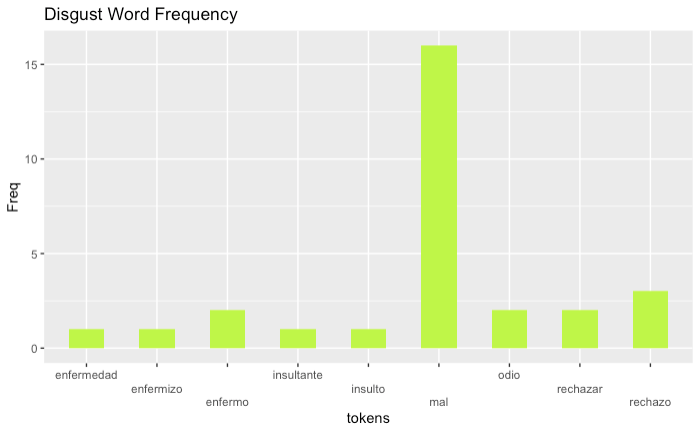 Disgust Word Frequency
Freq
15
10
5
0
enfermedad
enfermizo
enfermo
insultante
insulto
mal
odio
rechazar
rechazo
tokens